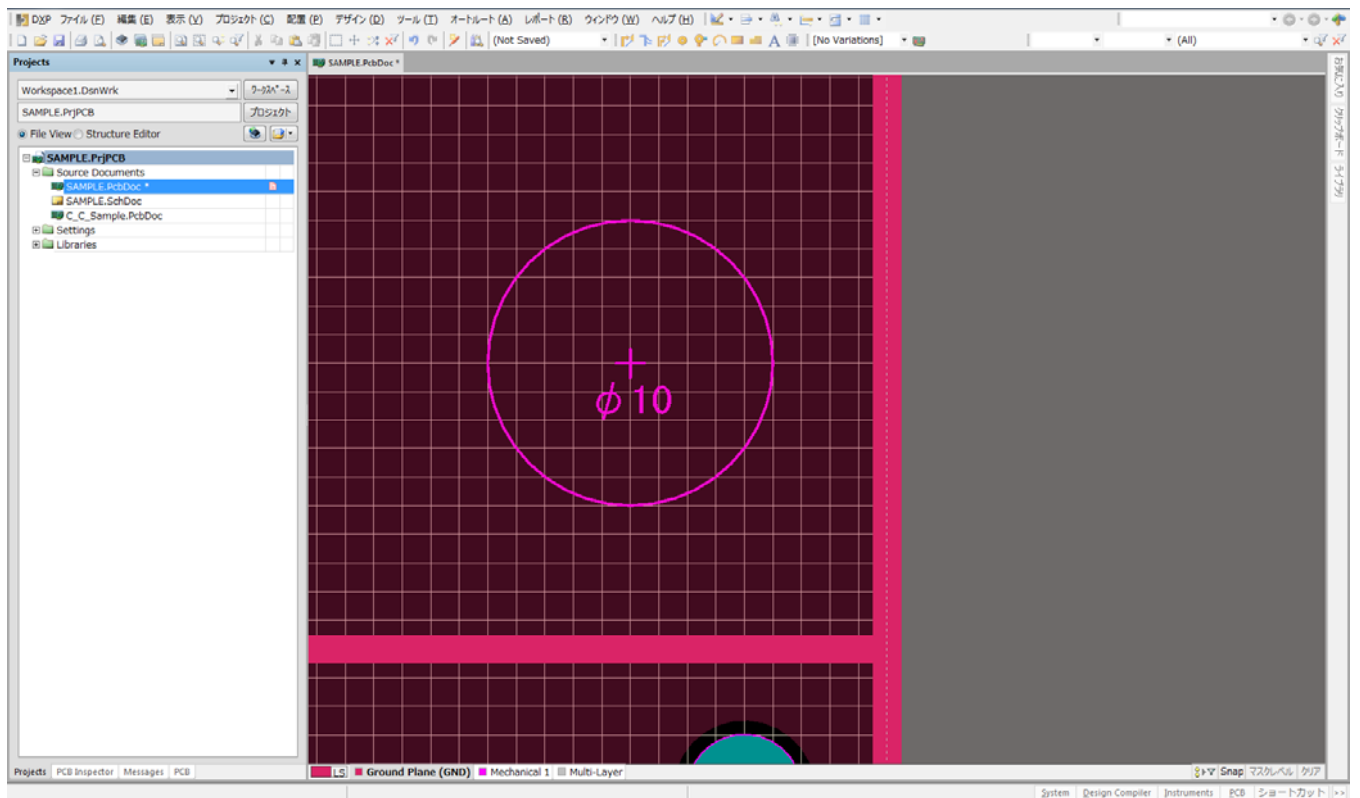 DXP ファイル (F) 編集 (E) 表示 (V) プロジェクト (C) 配置 (P) デザイン (D) ツール (T) オートルート (A) レポート (R) ウィンドウ (W) ヘルプ (H)
(Not Saved) [No Variations] (All)
Projects
SAMPLE.PcbDoc *
Workspace1.DsnWrk ワークスペース
SAMPLE.PrjPCB プロジェクト
File View Structure Editor
SAMPLE.PrjPCB
Source Documents
SAMPLE.PcbDoc *
SAMPLE.SchDoc
C_C_Sample.PcbDoc
Settings
Libraries
φ10
お気に入り クリップボード ライブラリ
Projects PCB Inspector Messages PCB
LS Ground Plane (GND) Mechanical 1 Multi-Layer
Snap マスクレベル クリア
System Design Compiler Instruments PCB ショートカット >>